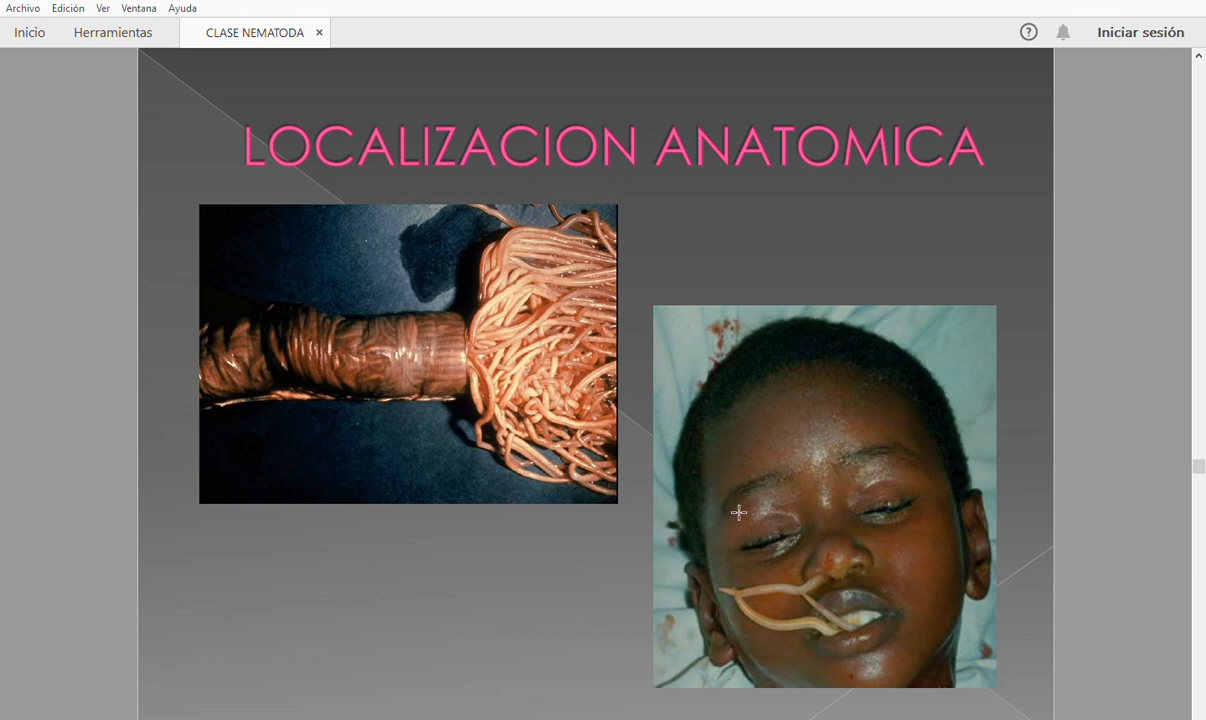 Archivo Edición Ver Ventana Ayuda
Inicio Herramientas CLASE NEMATODA × ? Iniciar sesión
LOCALIZACION ANATOMICA